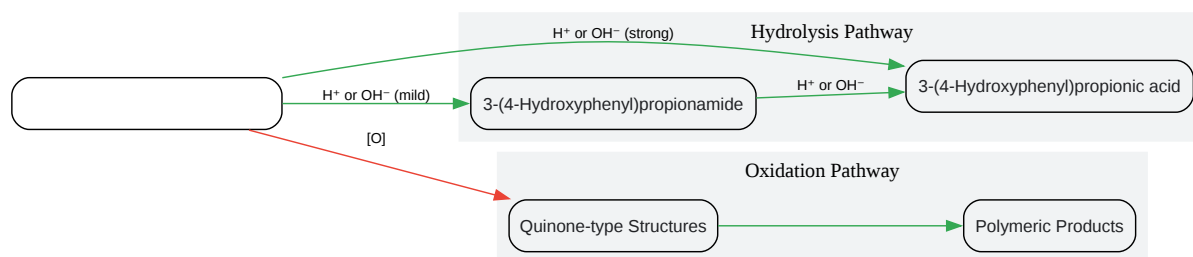 Hydrolysis Pathway
H⁺ or OH⁻ (strong)
H⁺ or OH⁻ (mild)
3-(4-Hydroxyphenyl)propionamide
H⁺ or OH⁻
3-(4-Hydroxyphenyl)propionic acid
[O]
Oxidation Pathway
Quinone-type Structures
Polymeric Products